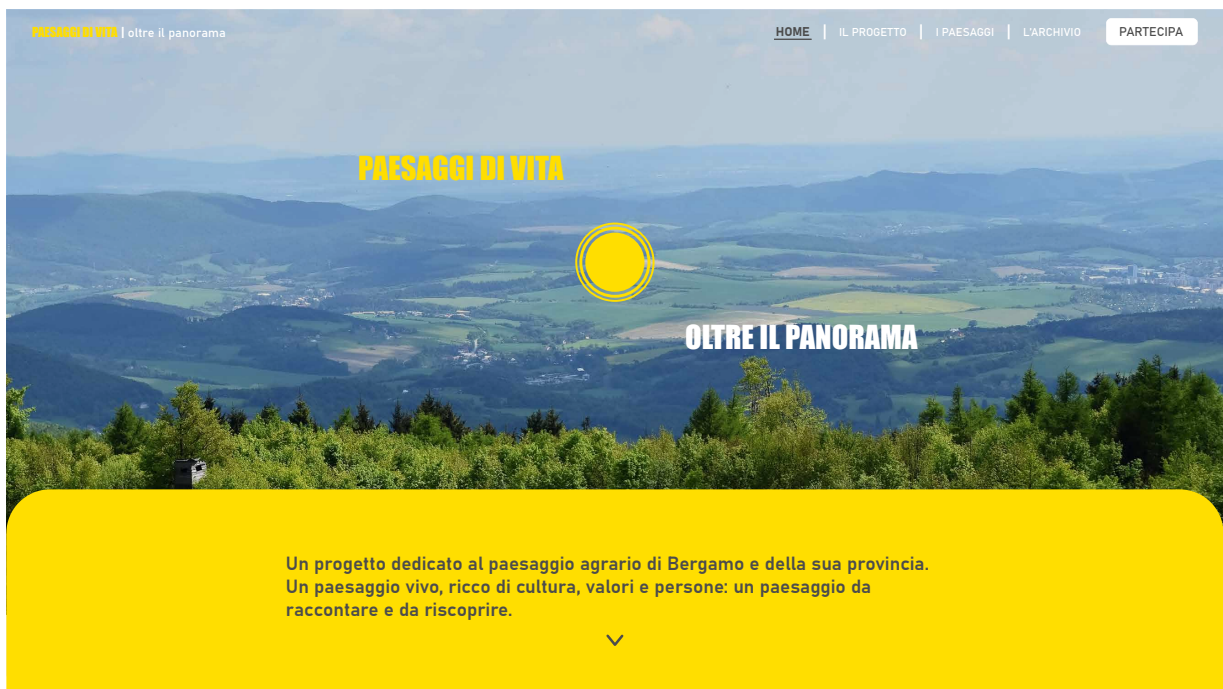 PAESAGGI DI VITA | oltre il panorama
HOME | IL PROGETTO | I PAESAGGI | L'ARCHIVIO PARTECIPA
PAESAGGI DI VITA
OLTRE IL PANORAMA
Un progetto dedicato al paesaggio agrario di Bergamo e della sua provincia.
Un paesaggio vivo, ricco di cultura, valori e persone: un paesaggio da
raccontare e da riscoprire.